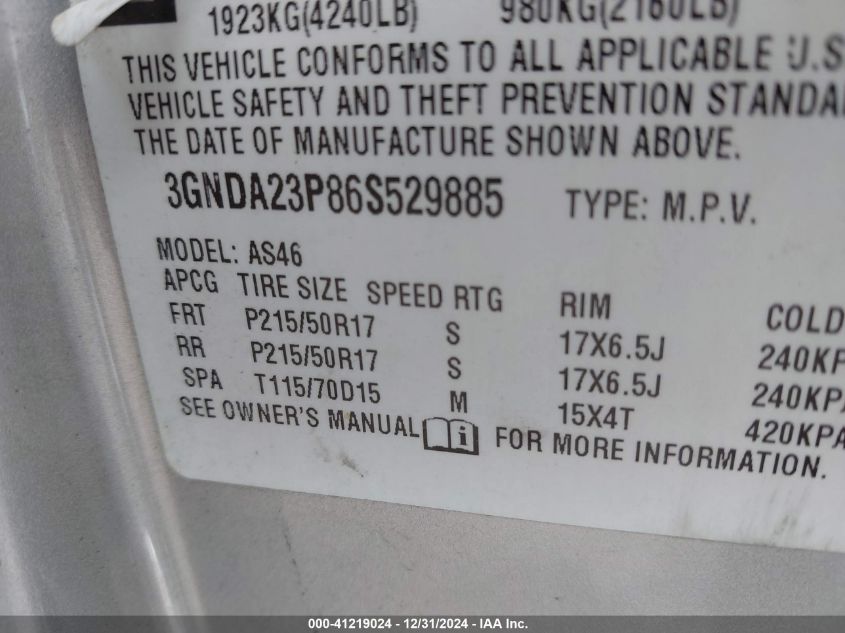 1923KG(4240LB) 980KG(2160LB)
THIS VEHICLE CONFORMS TO ALL APPLICABLE U.S
VEHICLE SAFETY AND THEFT PREVENTION STANDA
THE DATE OF MANUFACTURE SHOWN ABOVE.
3GNDA23P86S529885 TYPE: M.P.V.
MODEL: AS46
APCG TIRE SIZE SPEED RTG RIM COLD
FRT P215/50R17 S 17X6.5J 240KP
RR P215/50R17 S 17X6.5J 240KPA
SPA T115/70D15 M 15X4T 420KPA
SEE OWNER'S MANUAL i FOR MORE INFORMATION.
000-41219024 - 12/31/2024 - IAA Inc.